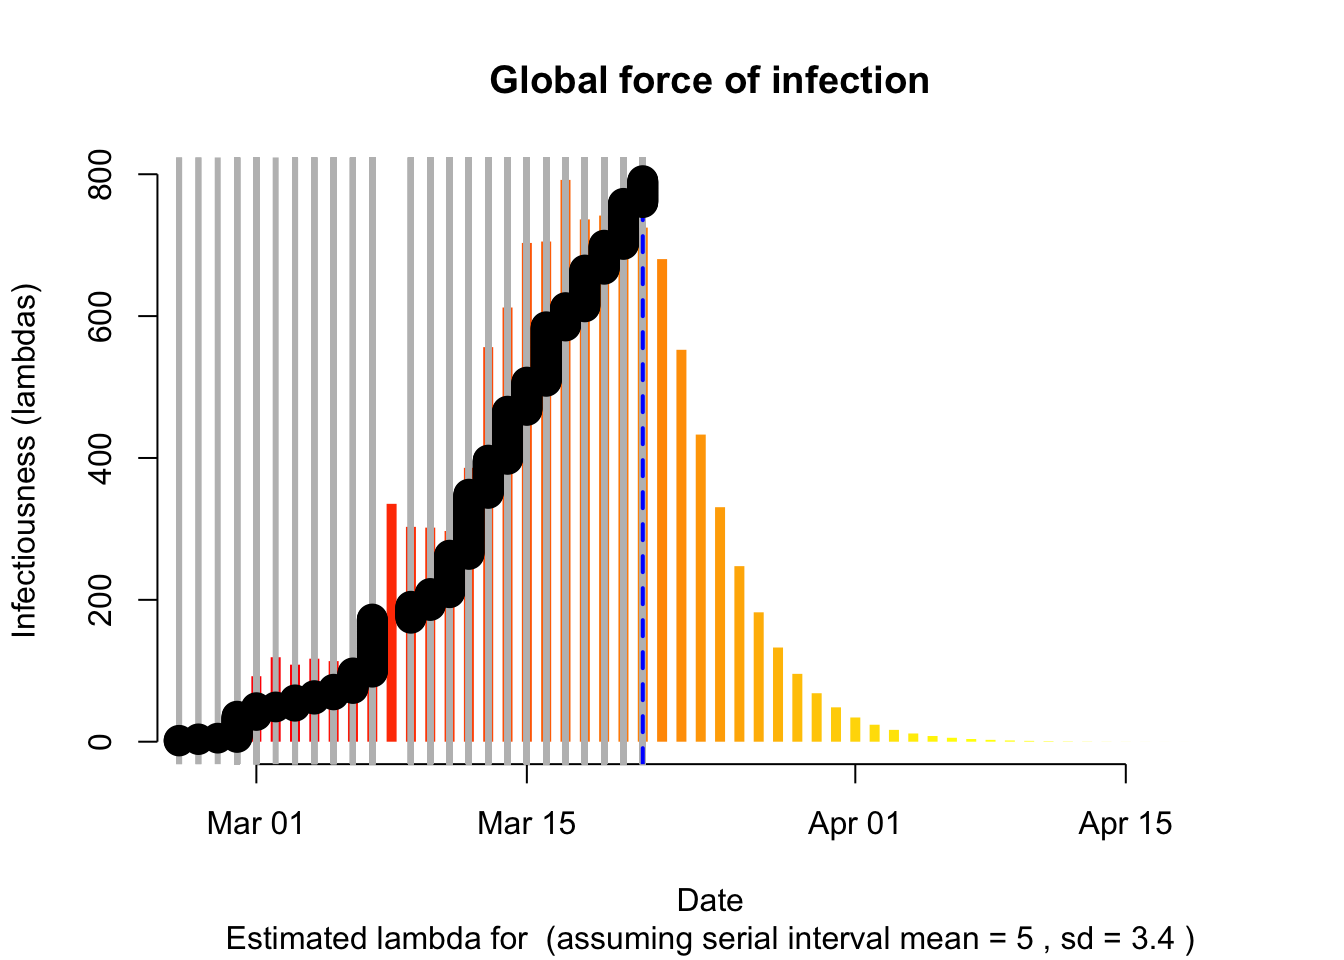 Global force of infection
Infectiousness (lambdas)
800
600
400
200
0
Mar 01
Mar 15
Apr 01
Apr 15
Date
Estimated lambda for  (assuming serial interval mean = 5 , sd = 3.4 )